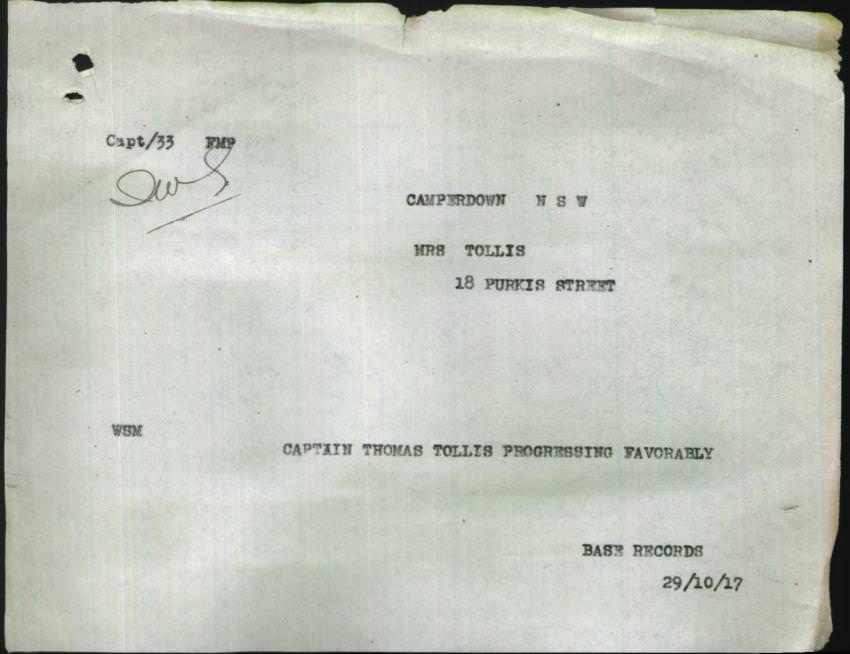 Capt/33 FMP
CAMPERDOWN N S W
MRS TOLLIS
18 PURKIS STREET
WSM
CAPTAIN THOMAS TOLLIS PROGRESSING FAVORABLY
BASE RECORDS
29/10/17